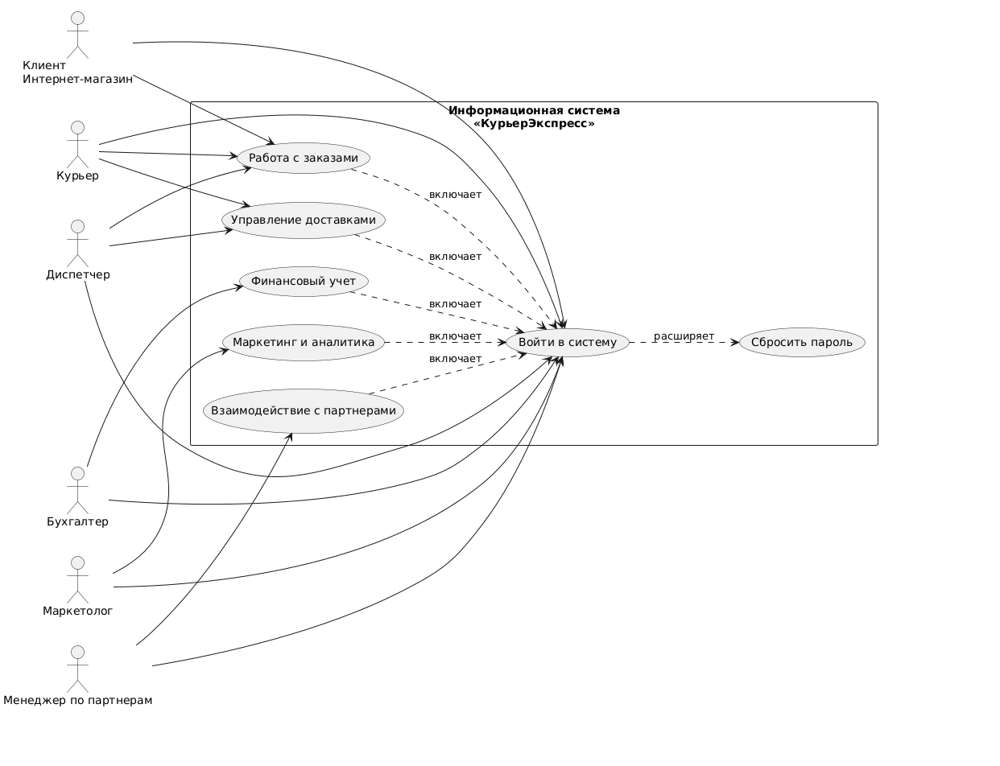 Клиент
Интернет-магазин
Информационная система
«КурьерЭкспресс»
Курьер
Работа с заказами
включает
Управление доставками
включает
Диспетчер
Финансовый учет
включает
Маркетинг и аналитика
включает
Войти в систему
расширяет
Сбросить пароль
включает
Взаимодействие с партнерами
Бухгалтер
Маркетолог
Менеджер по партнерам